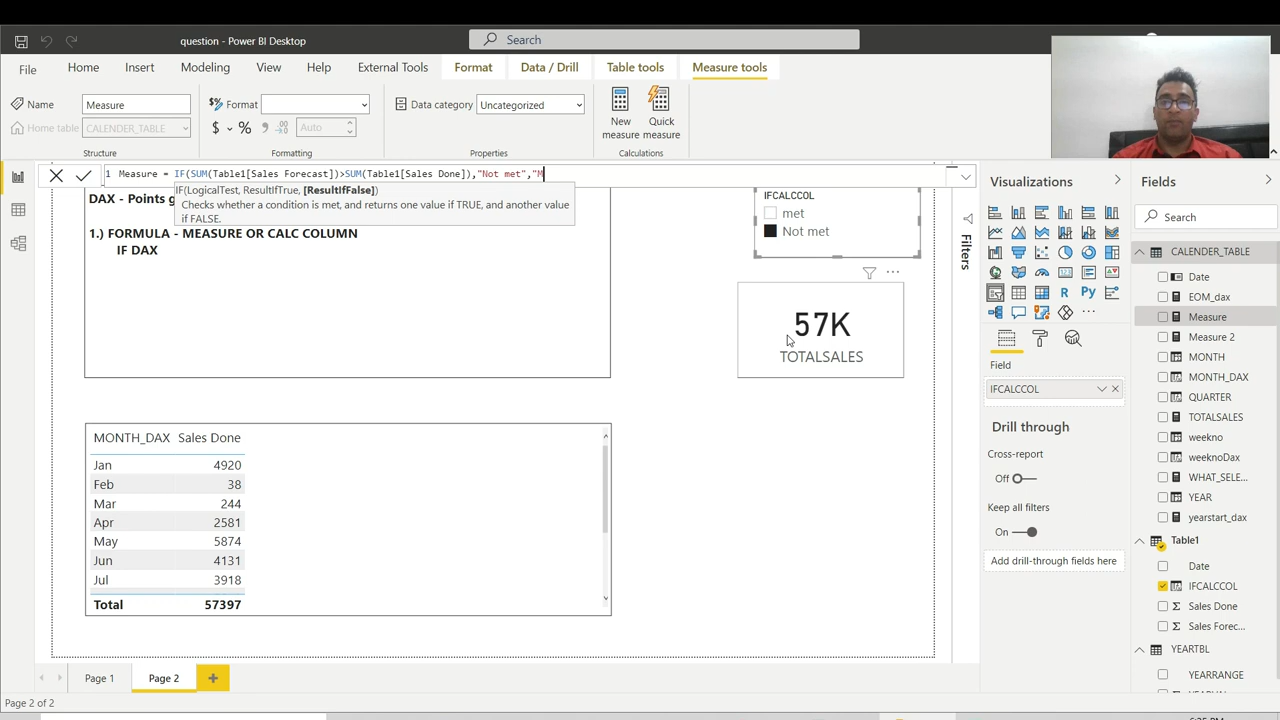 question - Power BI Desktop
Search
File
Home
Insert
Modeling
View
Help
External Tools
Format
Data / Drill
Table tools
Measure tools
Name
Measure
Home table
CALENDER_TABLE
Structure
Format
$
%
Auto
Formatting
Data category
Uncategorized
Properties
New
measure
Quick
measure
Calculations
1 Measure = IF(SUM(Table1[Sales Forecast])>SUM(Table1[Sales Done]),"Not met","M
IF(LogicalTest, ResultIfTrue, [ResultIfFalse])
Checks whether a condition is met, and returns one value if TRUE, and another value
if FALSE.
DAX - Points g
1.) FORMULA - MEASURE OR CALC COLUMN
IF DAX
IFCALCCOL
met
Not met
57K
TOTALSALES
MONTH_DAX Sales Done
Jan 4920
Feb 38
Mar 244
Apr 2581
May 5874
Jun 4131
Jul 3918
Total 57397
Filters
Visualizations
R
Py
Field
IFCALCCOL
Drill through
Cross-report
Off
Keep all filters
On
Add drill-through fields here
Fields
Search
CALENDER_TABLE
Date
EOM_dax
Measure
Measure 2
MONTH
MONTH_DAX
QUARTER
TOTALSALES
weekno
weeknoDax
WHAT_SELE...
YEAR
yearstart_dax
Table1
Date
IFCALCCOL
Sales Done
Sales Forec...
YEARTBL
YEARRANGE
Page 1
Page 2
Page 2 of 2